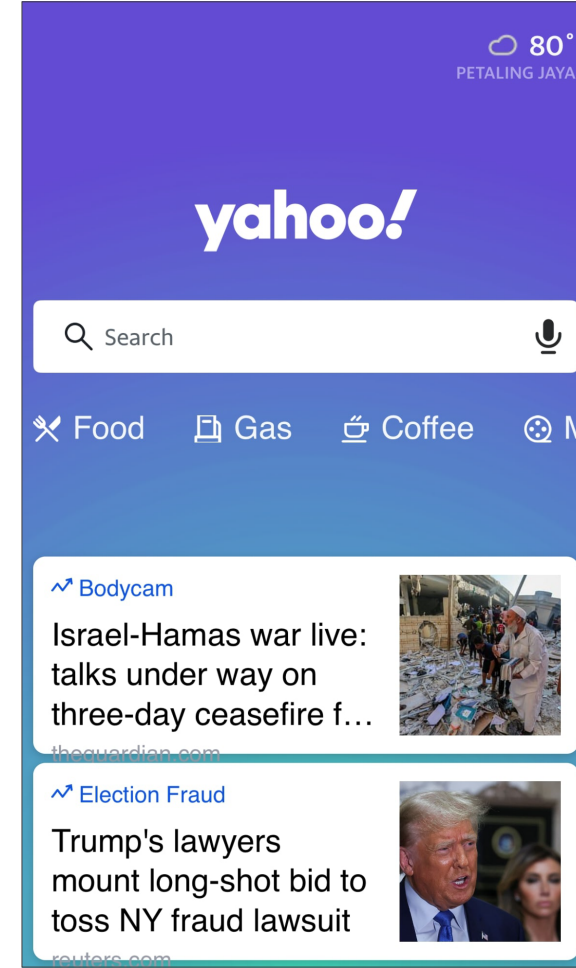 80°
PETALING JAYA
yahoo!
Search
Food Gas Coffee
Bodycam
Israel-Hamas war live:
talks under way on
three-day ceasefire f...
theguardian.com
Election Fraud
Trump's lawyers
mount long-shot bid to
toss NY fraud lawsuit
reuters.com